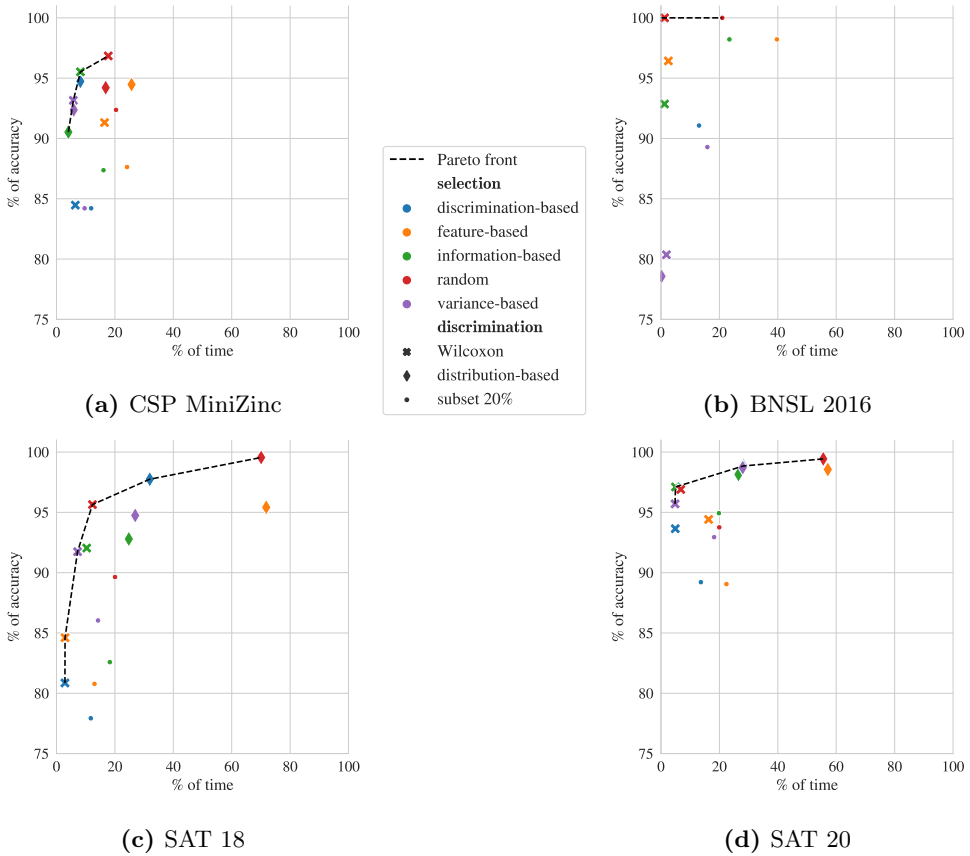 100
95
90
85
80
75
% of accuracy
0 20 40 60 80 100
% of time
(a) CSP MiniZinc
Pareto front
selection
discrimination-based
feature-based
information-based
random
variance-based
discrimination
Wilcoxon
distribution-based
subset 20%
100
95
90
85
80
75
% of accuracy
0 20 40 60 80 100
% of time
(b) BNSL 2016
100
95
90
85
80
75
% of accuracy
0 20 40 60 80 100
% of time
(c) SAT 18
100
95
90
85
80
75
% of accuracy
0 20 40 60 80 100
% of time
(d) SAT 20